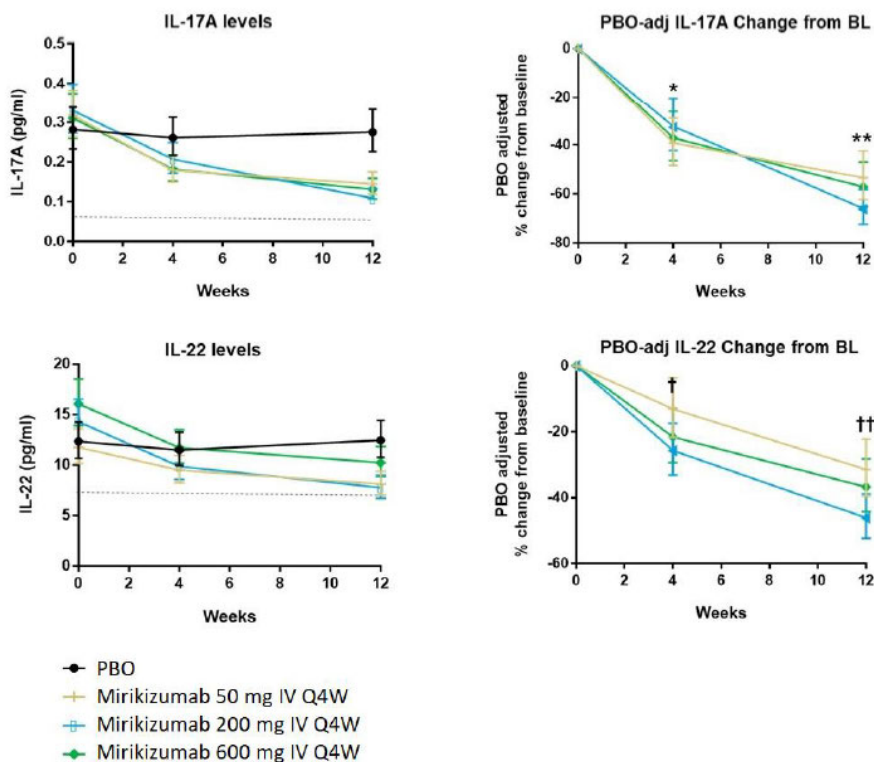 IL-17A levels
0.5
0.4
0.3
0.2
0.1
0.0
IL-17A (pg/ml)
0 2 4 6 8 10 12
Weeks
PBO-adj IL-17A Change from BL
0
-20
-40
-60
-80
PBO adjusted
% change from baseline
*
**
0 2 4 6 8 10 12
Weeks
IL-22 levels
20
15
10
5
0
IL-22 (pg/ml)
0 2 4 6 8 10 12
Weeks
PBO-adj IL-22 Change from BL
0
-20
-40
-60
PBO adjusted
% change from baseline
†
††
0 2 4 6 8 10 12
Weeks
PBO
Mirikizumab 50 mg IV Q4W
Mirikizumab 200 mg IV Q4W
Mirikizumab 600 mg IV Q4W